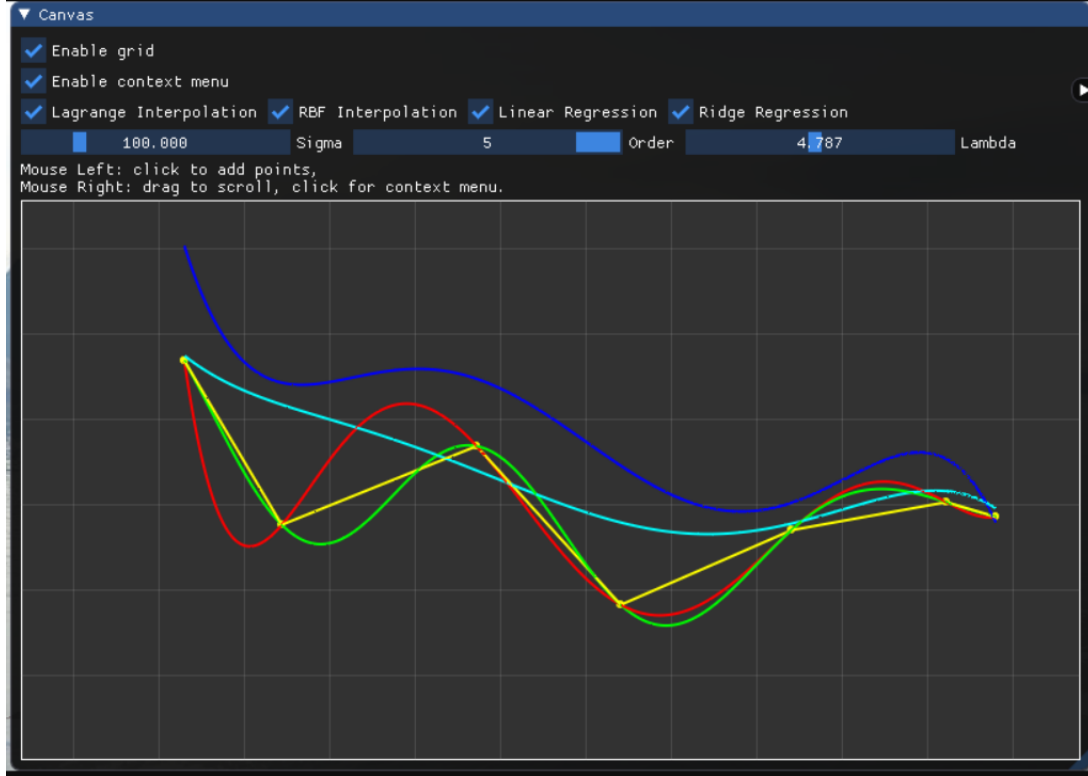 Canvas
Enable grid
Enable context menu
Lagrange Interpolation RBF Interpolation Linear Regression Ridge Regression
100.000 Sigma 5 Order 4.787 Lambda
Mouse Left: click to add points,
Mouse Right: drag to scroll, click for context menu.